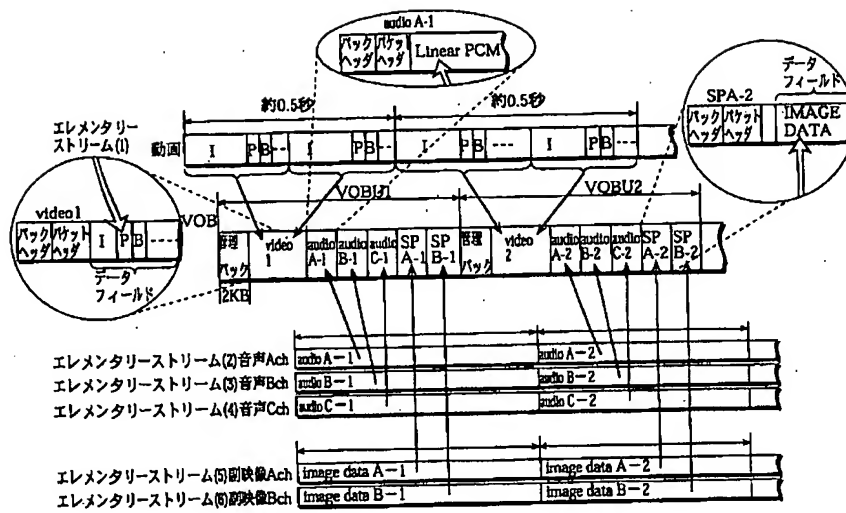 audio A-1
パック ヘッダ パケット ヘッダ Linear PCM
データ フィールド
SPA-2
パック ヘッダ パケット ヘッダ IMAGE DATA
約0.5秒 約0.5秒
エレメンタリー
ストリーム(1)
動画 I P B ---- I P B ---- I P B ---- I P B ----
VOBU1 VOBU2
video1
パック ヘッダ パケット ヘッダ I P B -----
データ
フィールド
VOB
管理 パック video 1 audio A-1 audio B-1 audio C-1 SP A-1 SP B-1 管理 パック video 2 audio A-2 audio B-2 audio C-2 SP A-2 SP B-2
2KB
エレメンタリーストリーム(2)音声Ach audio A-1 audio A-2
エレメンタリーストリーム(3)音声Bch audio B-1 audio B-2
エレメンタリーストリーム(4)音声Cch audio C-1 audio C-2
エレメンタリーストリーム(5)副映像Ach image data A-1 image data A-2
エレメンタリーストリーム(6)副映像Bch image data B-1 image data B-2